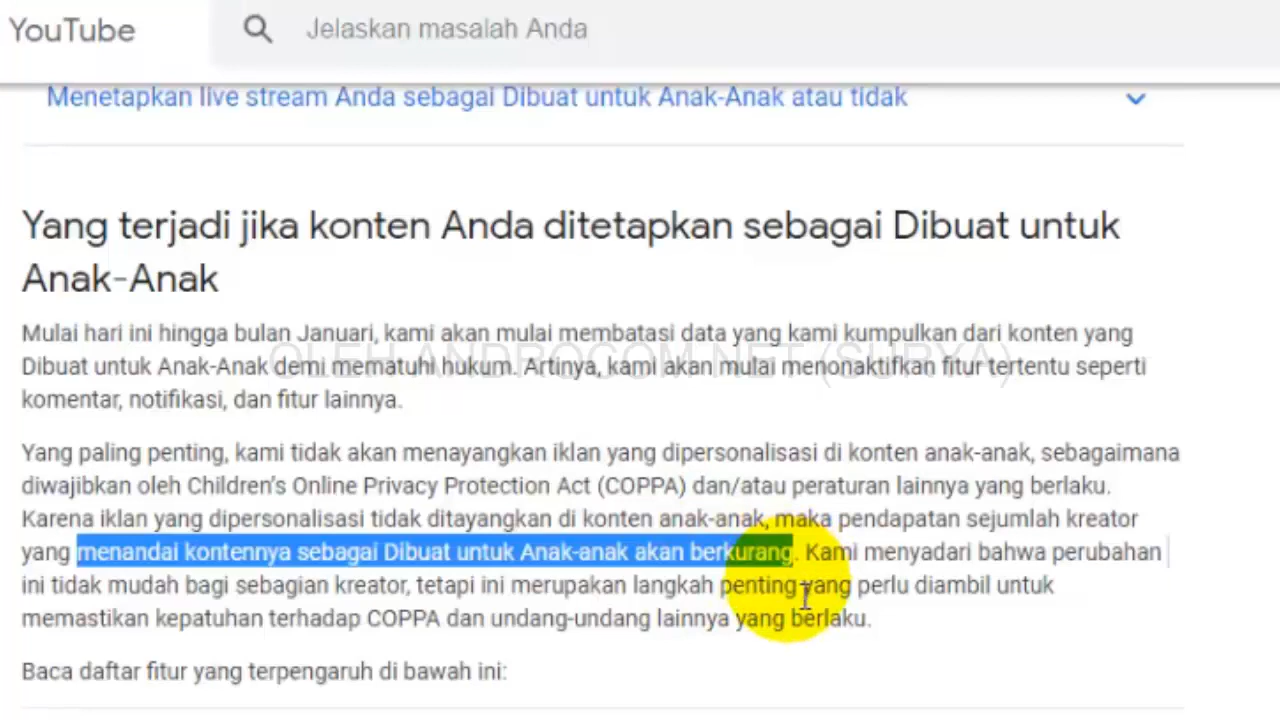 YouTube
Jelaskan masalah Anda
Menetapkan live stream Anda sebagai Dibuat untuk Anak-Anak atau tidak
Yang terjadi jika konten Anda ditetapkan sebagai Dibuat untuk
Anak-Anak
Mulai hari ini hingga bulan Januari, kami akan mulai membatasi data yang kami kumpulkan dari konten yang
Dibuat untuk Anak-Anak demi mematuhi hukum. Artinya, kami akan mulai menonaktifkan fitur tertentu seperti
OLEH ANDROCOM NET (SURYA)
komentar, notifikasi, dan fitur lainnya.
Yang paling penting, kami tidak akan menayangkan iklan yang dipersonalisasi di konten anak-anak, sebagaimana
diwajibkan oleh Children's Online Privacy Protection Act (COPPA) dan/atau peraturan lainnya yang berlaku.
Karena iklan yang dipersonalisasi tidak ditayangkan di konten anak-anak, maka pendapatan sejumlah kreator
yang menandai kontennya sebagai Dibuat untuk Anak-anak akan berkurang. Kami menyadari bahwa perubahan
ini tidak mudah bagi sebagian kreator, tetapi ini merupakan langkah penting yang perlu diambil untuk
memastikan kepatuhan terhadap COPPA dan undang-undang lainnya yang berlaku.
Baca daftar fitur yang terpengaruh di bawah ini: